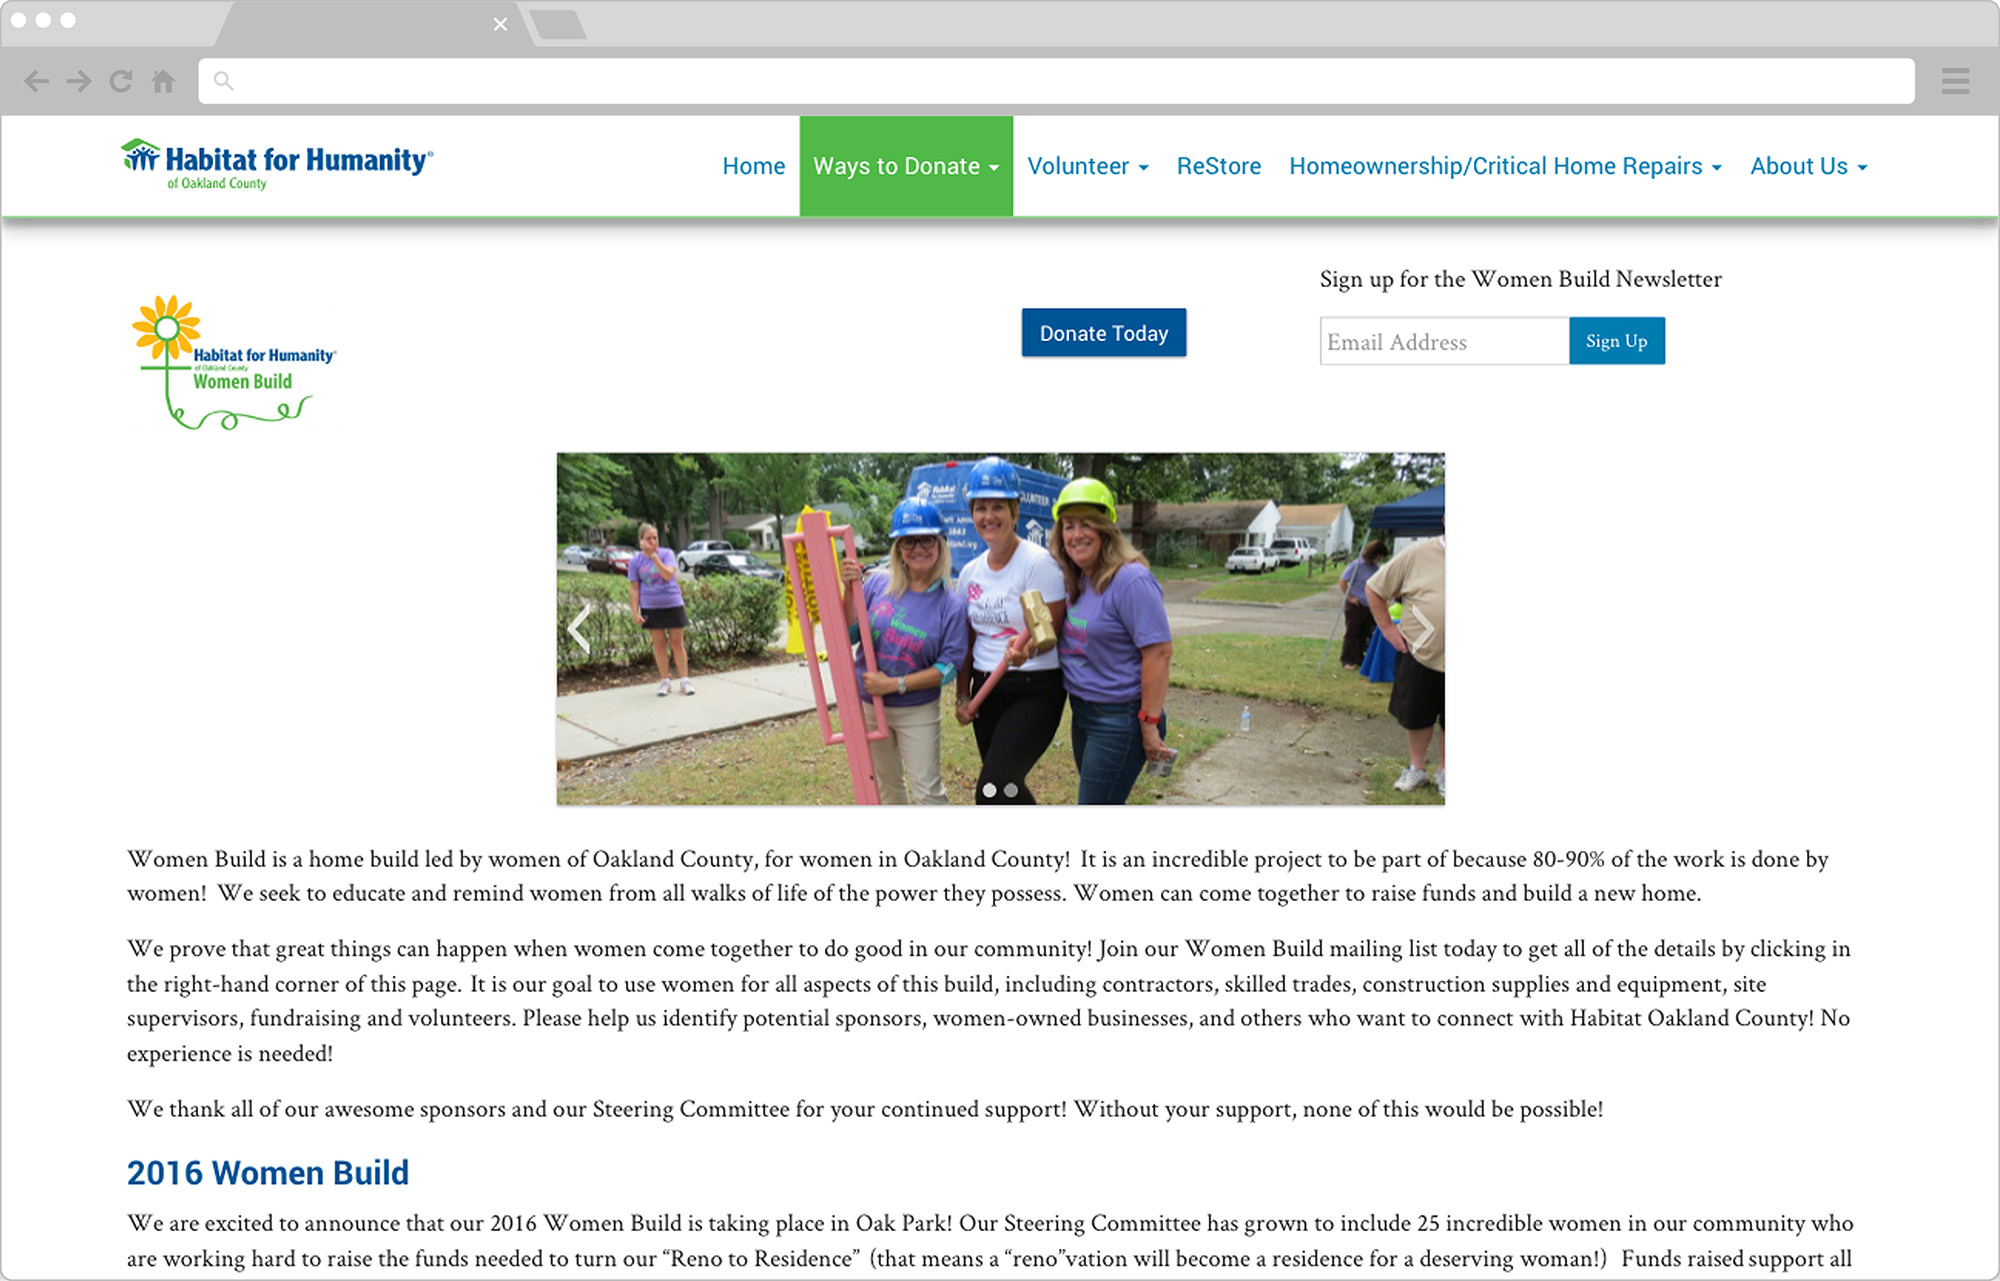 Habitat for Humanity®
of Oakland County
Home
Ways to Donate
Volunteer
ReStore
Homeownership/Critical Home Repairs
About Us
Sign up for the Women Build Newsletter
Donate Today
Email Address
Sign Up
Habitat for Humanity®
of Oakland County
Women Build
Habitat
for Humanity
VOLUNTEER
Women
Build
Women Build is a home build led by women of Oakland County, for women in Oakland County! It is an incredible project to be part of because 80-90% of the work is done by
women! We seek to educate and remind women from all walks of life of the power they possess. Women can come together to raise funds and build a new home.
We prove that great things can happen when women come together to do good in our community! Join our Women Build mailing list today to get all of the details by clicking in
the right-hand corner of this page. It is our goal to use women for all aspects of this build, including contractors, skilled trades, construction supplies and equipment, site
supervisors, fundraising and volunteers. Please help us identify potential sponsors, women-owned businesses, and others who want to connect with Habitat Oakland County! No
experience is needed!
We thank all of our awesome sponsors and our Steering Committee for your continued support! Without your support, none of this would be possible!
2016 Women Build
We are excited to announce that our 2016 Women Build is taking place in Oak Park! Our Steering Committee has grown to include 25 incredible women in our community who
are working hard to raise the funds needed to turn our “Reno to Residence” (that means a “reno”vation will become a residence for a deserving woman!) Funds raised support all